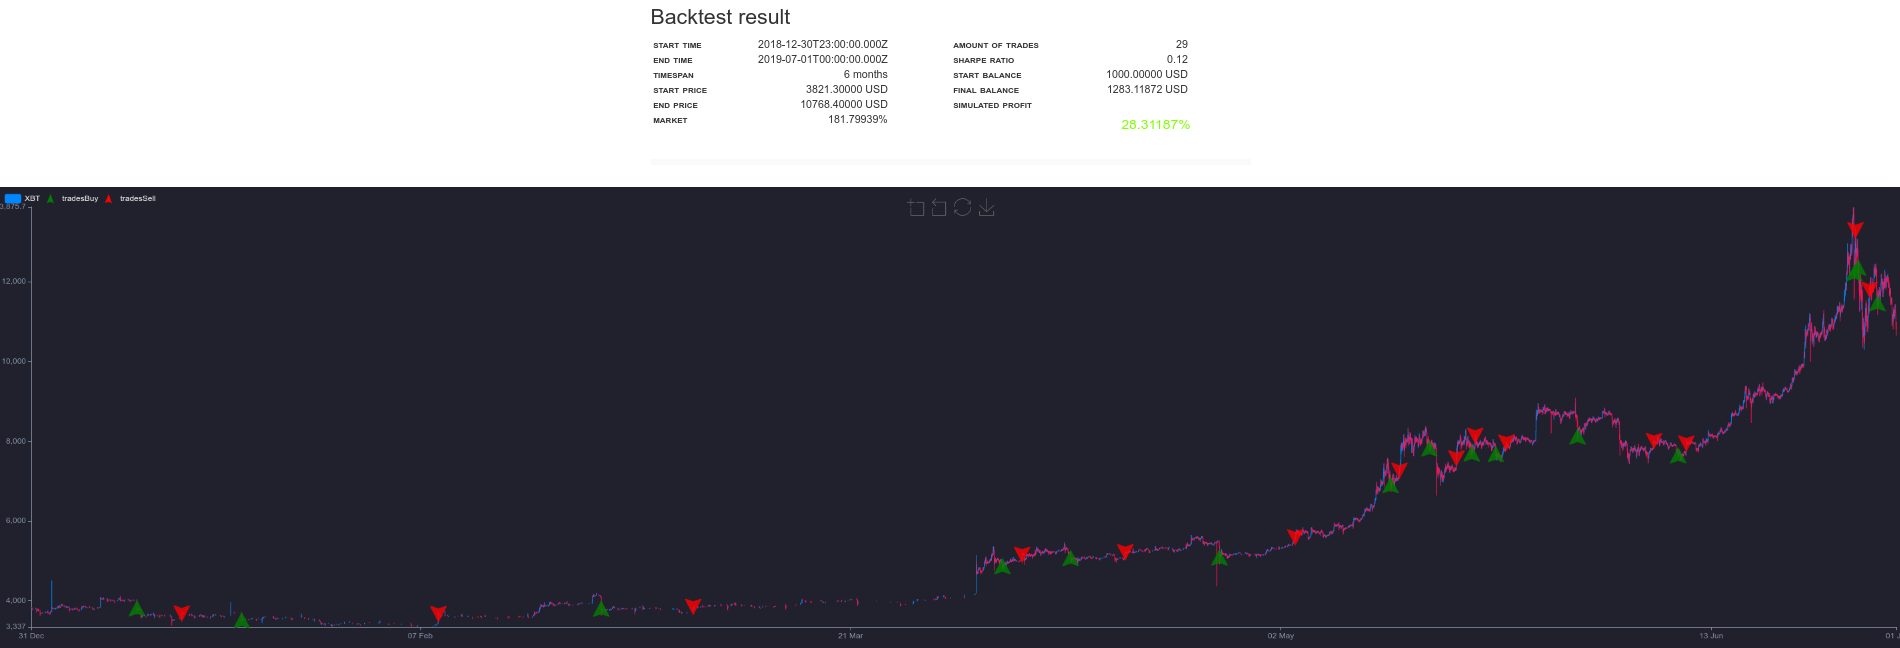 Backtest result
START TIME 2018-12-30T23:00:00.000Z
END TIME 2019-07-01T00:00:00.000Z
TIMESPAN 6 months
START PRICE 3821.30000 USD
END PRICE 10768.40000 USD
MARKET 181.79939%
AMOUNT OF TRADES 29
SHARPE RATIO 0.12
START BALANCE 1000.00000 USD
FINAL BALANCE 1283.11872 USD
SIMULATED PROFIT
28.31187%
XBT tradesBuy tradesSell
3,875.7
12,000
10,000
8,000
6,000
4,000
3,337
31 Dec 07 Feb 21 Mar 02 May 13 Jun 01